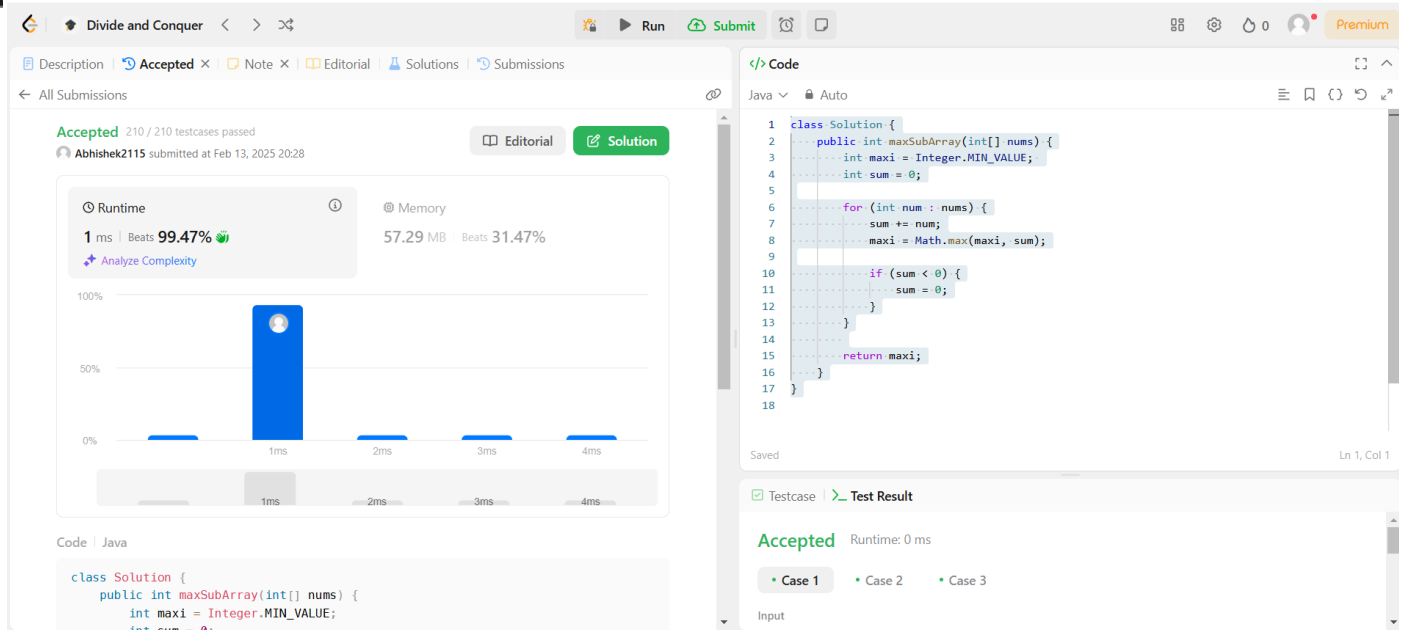 Divide and Conquer
Run
Submit
0
Premium
Description
Accepted
Note
Editorial
Solutions
Submissions
All Submissions
Accepted 210 / 210 testcases passed
Abhishek2115 submitted at Feb 13, 2025 20:28
Editorial
Solution
Runtime
1 ms | Beats 99.47%
Analyze Complexity
Memory
57.29 MB | Beats 31.47%
100%
50%
0%
1ms 2ms 3ms 4ms
1ms 2ms 3ms 4ms
Code | Java
class Solution {
public int maxSubArray(int[] nums) {
int maxi = Integer.MIN_VALUE;
int sum = 0;
</> Code
Java Auto
1 class Solution {
2 public int maxSubArray(int[] nums) {
3 int maxi = Integer.MIN_VALUE;
4 int sum = 0;
5
6 for (int num : nums) {
7 sum += num;
8 maxi = Math.max(maxi, sum);
9
10 if (sum < 0) {
11 sum = 0;
12 }
13 }
14
15 return maxi;
16 }
17 }
18
Saved
Ln 1, Col 1
Testcase
>_ Test Result
Accepted Runtime: 0 ms
• Case 1 • Case 2 • Case 3
Input